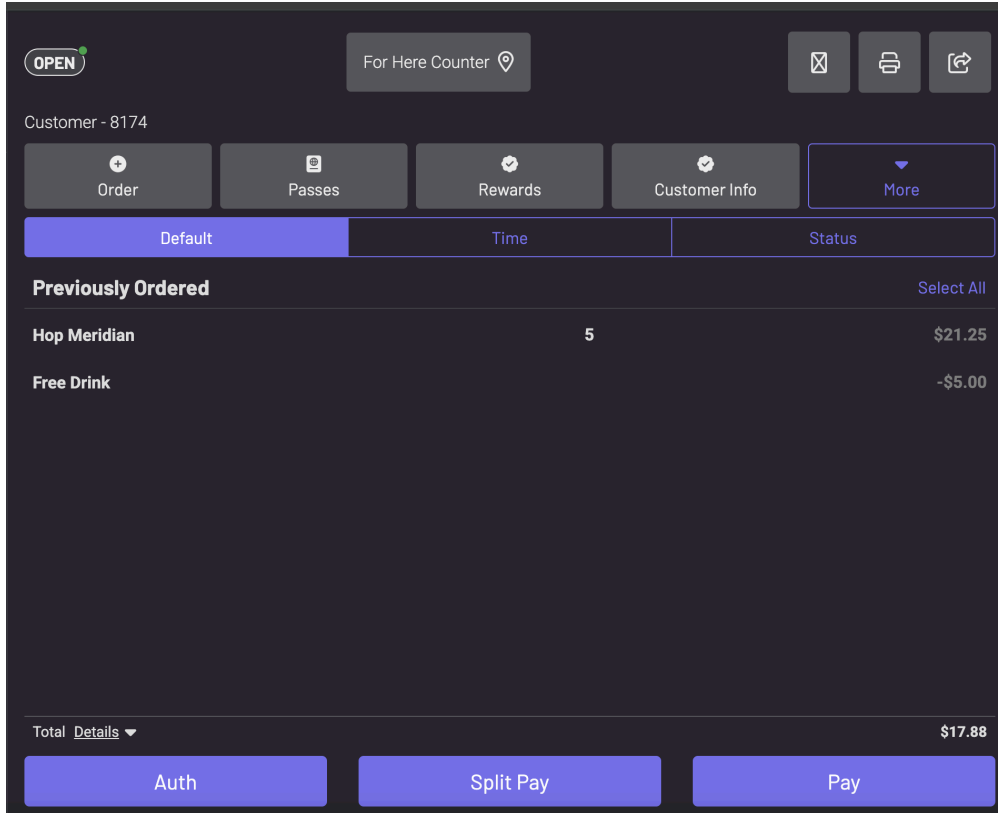 OPEN
For Here Counter
Customer - 8174
Order
Passes
Rewards
Customer Info
More
Default
Time
Status
Previously Ordered
Select All
Hop Meridian 5 $21.25
Free Drink -$5.00
Total Details $17.88
Auth
Split Pay
Pay